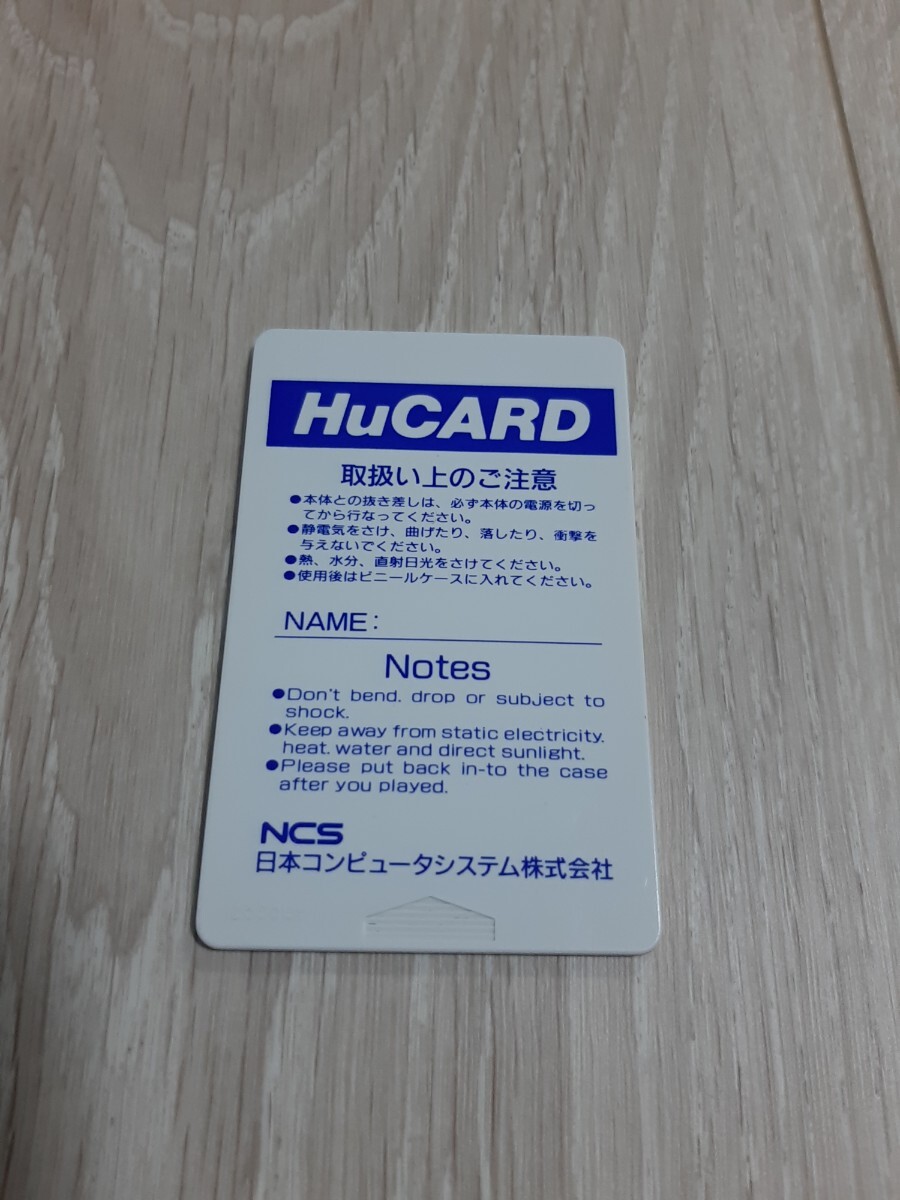 HuCARD
取扱い上のご注意
●本体との抜き差しは、必ず本体の電源を切っ
てから行なってください。
●静電気をさけ、曲げたり、落したり、衝撃を
与えないでください。
●熱、水分、直射日光をさけてください。
●使用後はビニールケースに入れてください。
NAME:
Notes
●Don't bend. drop or subject to
shock.
●Keep away from static electricity.
heat. water and direct sunlight.
●Please put back in-to the case
after you played.
NCS
日本コンピュータシステム株式会社